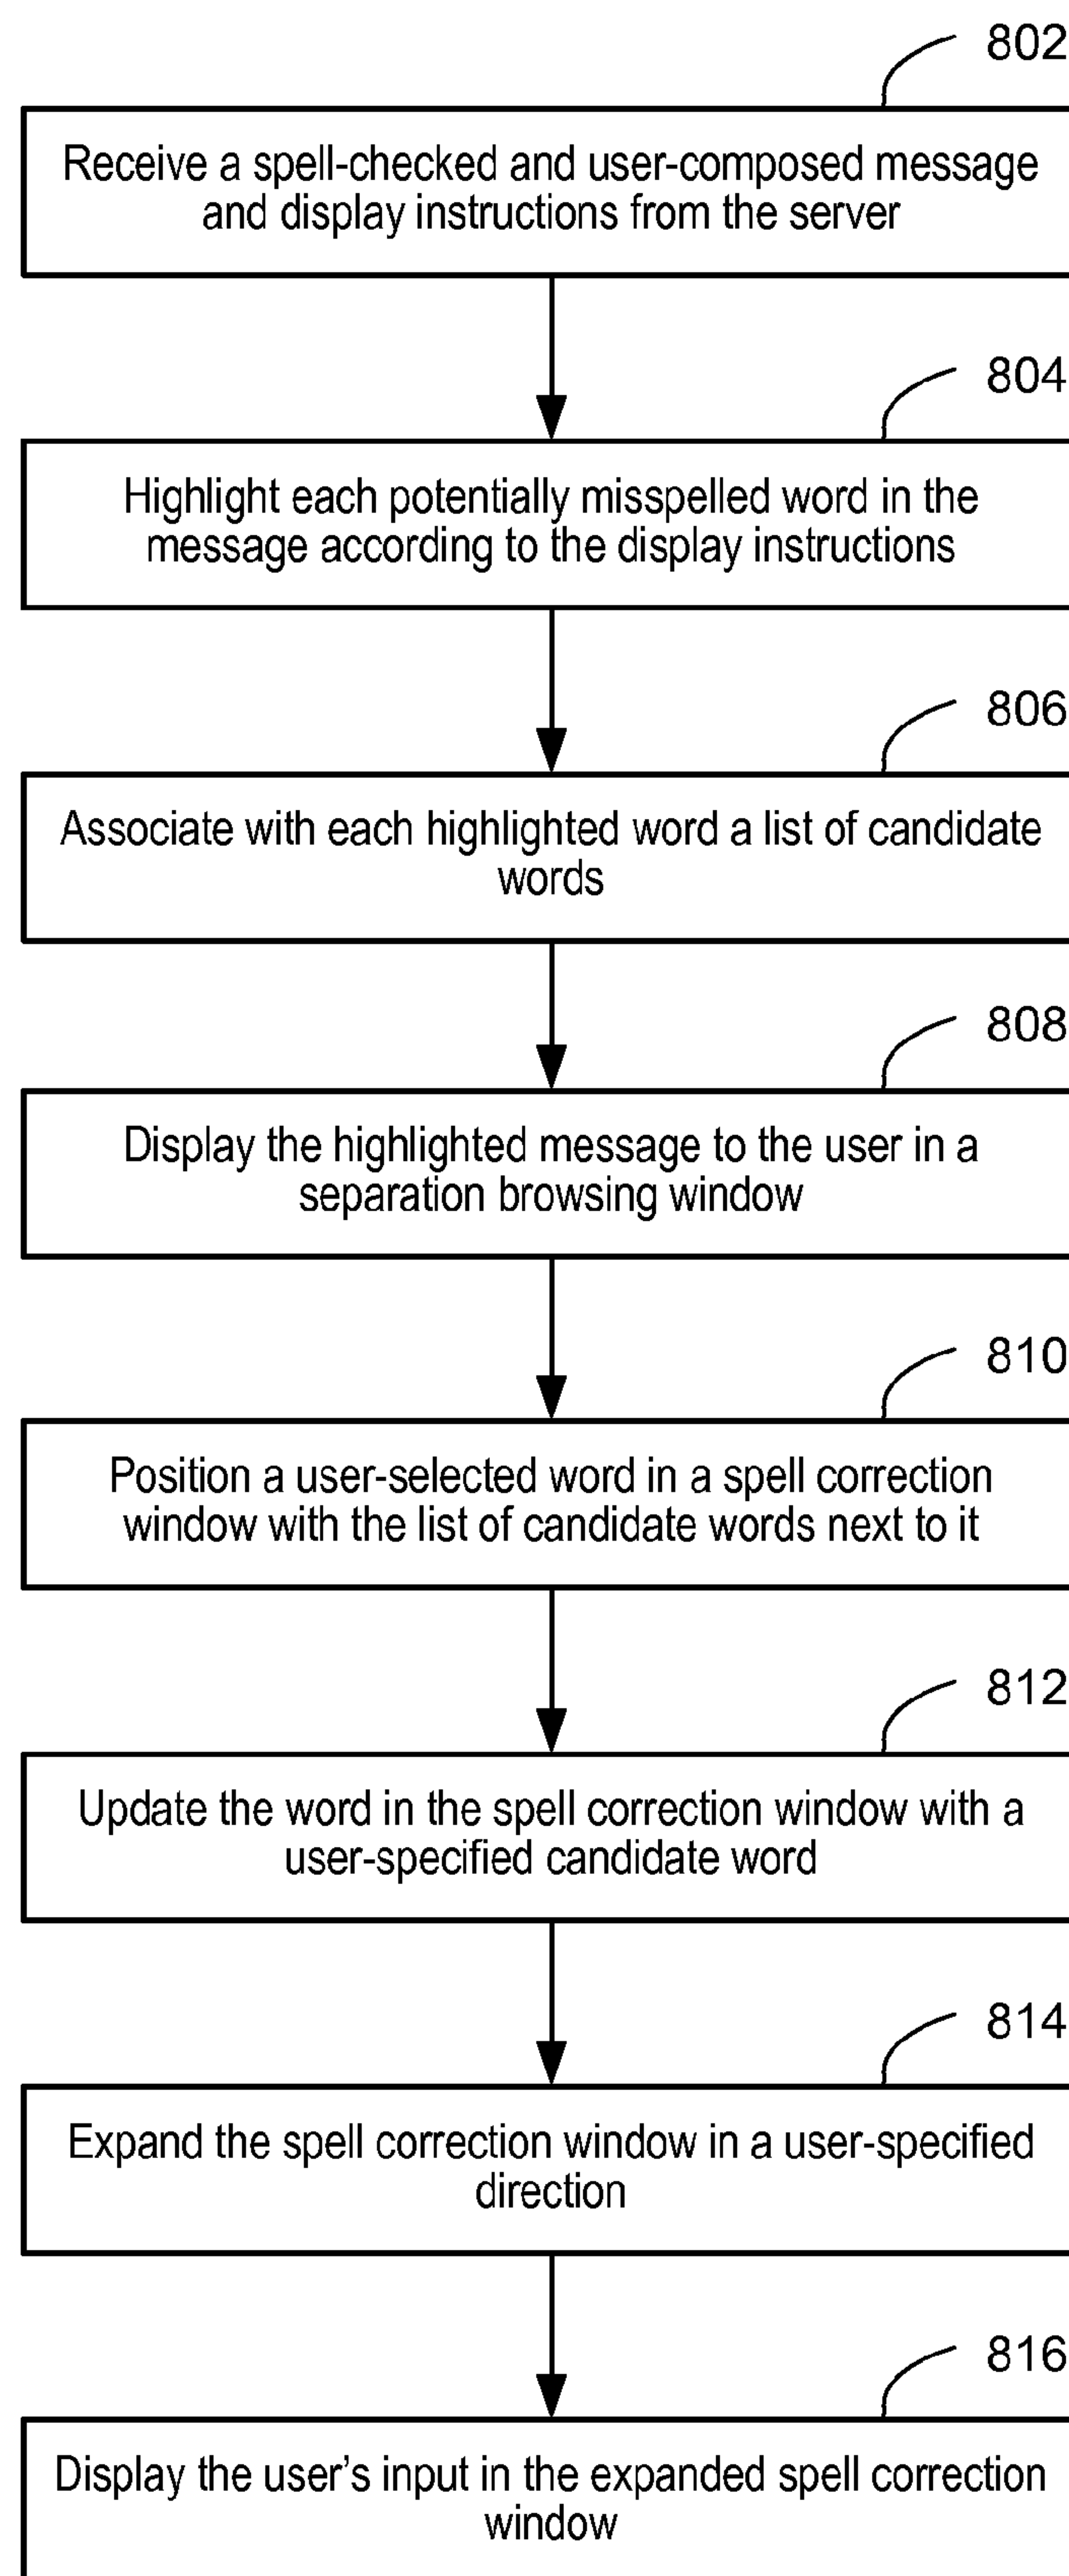 802
Receive a spell-checked and user-composed message
and display instructions from the server
804
Highlight each potentially misspelled word in the
message according to the display instructions
806
Associate with each highlighted word a list of candidate
words
808
Display the highlighted message to the user in a
separation browsing window
810
Position a user-selected word in a spell correction
window with the list of candidate words next to it
812
Update the word in the spell correction window with a
user-specified candidate word
814
Expand the spell correction window in a user-specified
direction
816
Display the user's input in the expanded spell correction
window